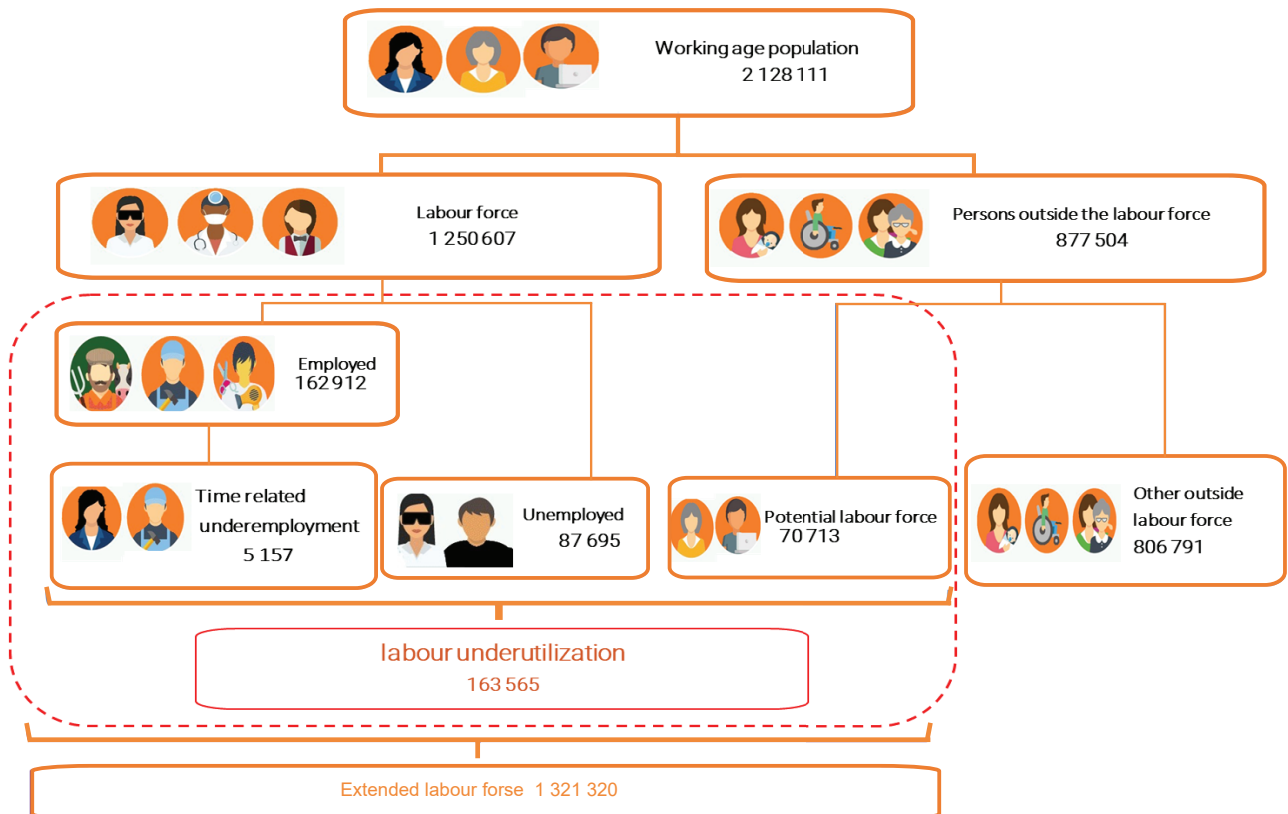 Working age population
2 128 111
Labour force
1 250 607
Persons outside the labour force
877 504
Employed
162 912
Time related
underemployment
5 157
Unemployed
87 695
Potential labour force
70 713
Other outside
labour force
806 791
labour underutilization
163 565
Extended labour forse 1 321 320